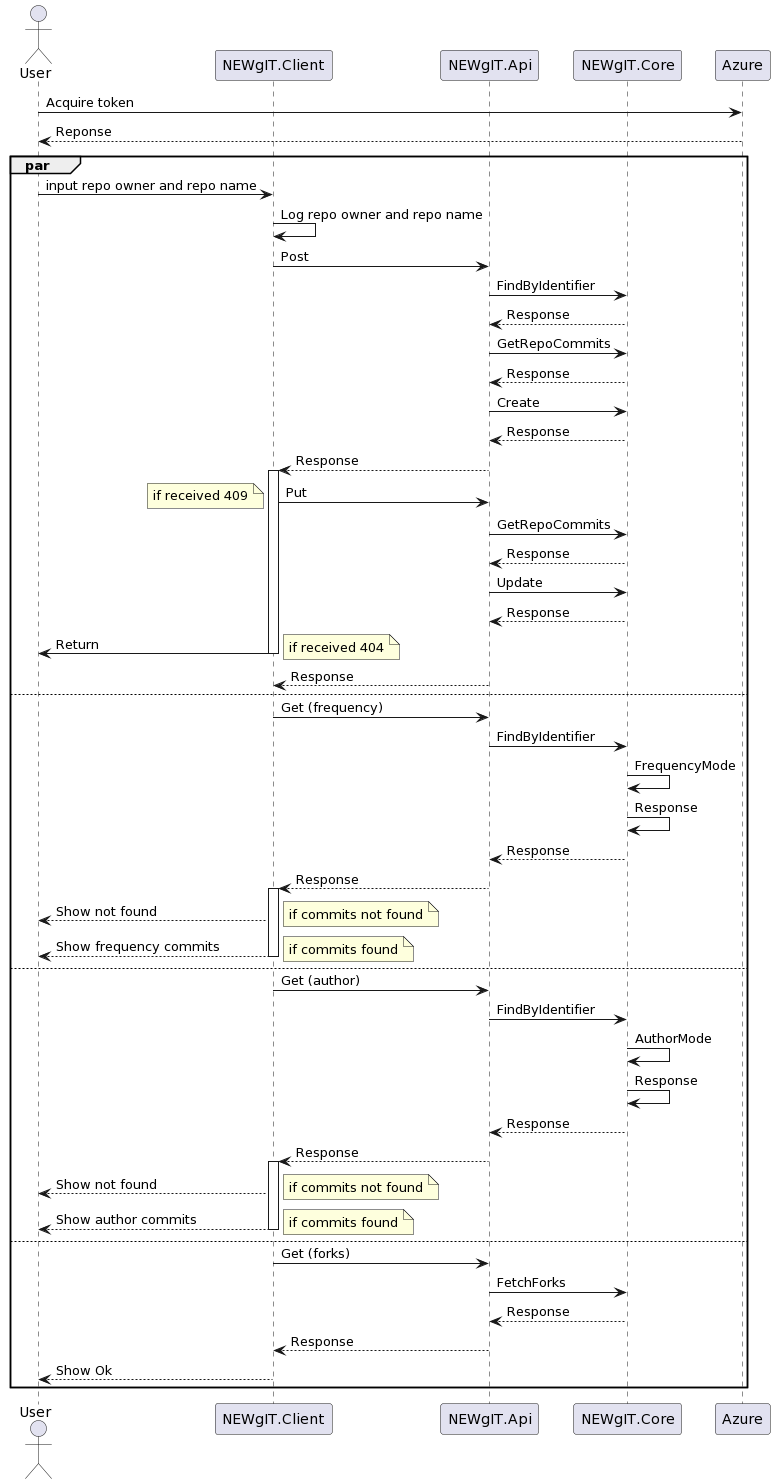 User
NEWgIT.Client
NEWgIT.Api
NEWgIT.Core
Azure
Acquire token
Reponse
par
input repo owner and repo name
Log repo owner and repo name
Post
FindByIdentifier
Response
GetRepoCommits
Response
Create
Response
Response
if received 409
Put
GetRepoCommits
Response
Update
Response
Return
if received 404
Response
Get (frequency)
FindByIdentifier
FrequencyMode
Response
Response
Response
Show not found
if commits not found
Show frequency commits
if commits found
Get (author)
FindByIdentifier
AuthorMode
Response
Response
Response
Show not found
if commits not found
Show author commits
if commits found
Get (forks)
FetchForks
Response
Response
Show Ok
User
NEWgIT.Client
NEWgIT.Api
NEWgIT.Core
Azure